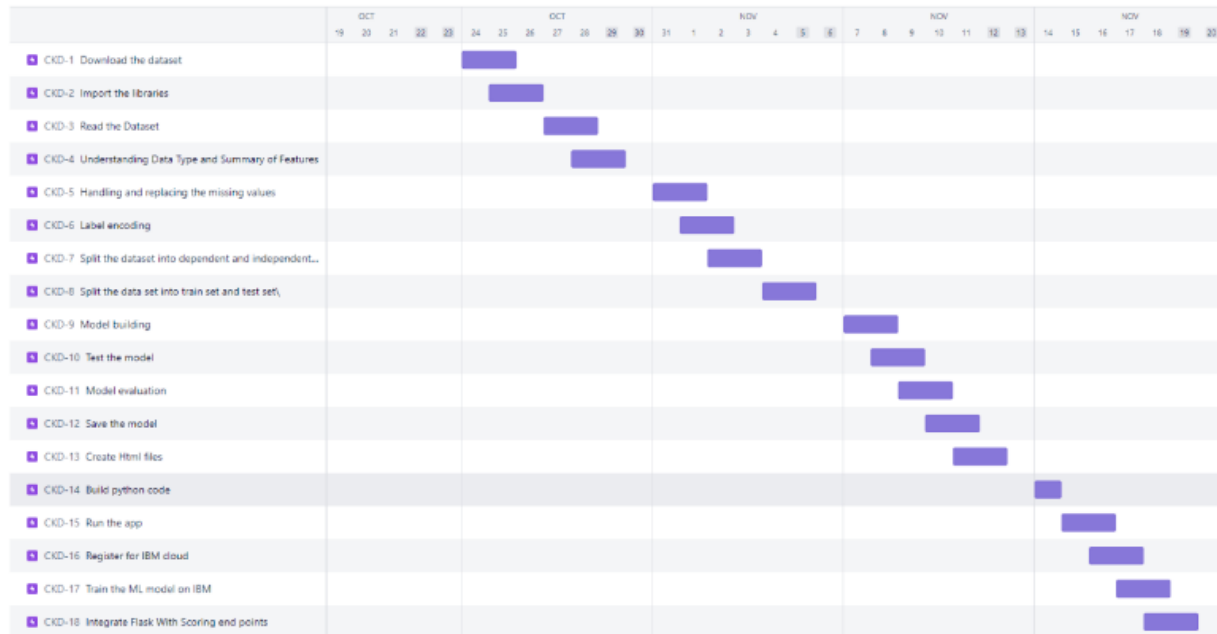 OCT OCT NOV NOV NOV
19 20 21 22 23 24 25 26 27 28 29 30 31 1 2 3 4 5 6 7 8 9 10 11 12 13 14 15 16 17 18 19 20
CKD-1 Download the dataset
CKD-2 Import the libraries
CKD-3 Read the Dataset
CKD-4 Understanding Data Type and Summary of Features
CKD-5 Handling and replacing the missing values
CKD-6 Label encoding
CKD-7 Split the dataset into dependent and independent...
CKD-8 Split the data set into train set and test set\,
CKD-9 Model building
CKD-10 Test the model
CKD-11 Model evaluation
CKD-12 Save the model
CKD-13 Create Html files
CKD-14 Build python code
CKD-15 Run the app
CKD-16 Register for IBM cloud
CKD-17 Train the ML model on IBM
CKD-18 Integrate Flask With Scoring end points